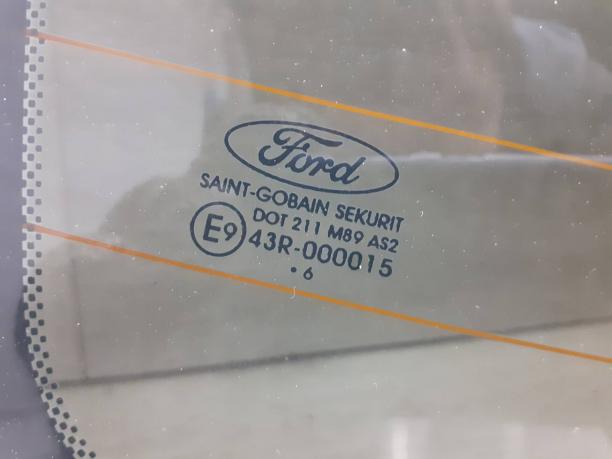 Ford
SAINT-GOBAIN SEKURIT
DOT 211 M89 AS2
E9 43R-000015
.6